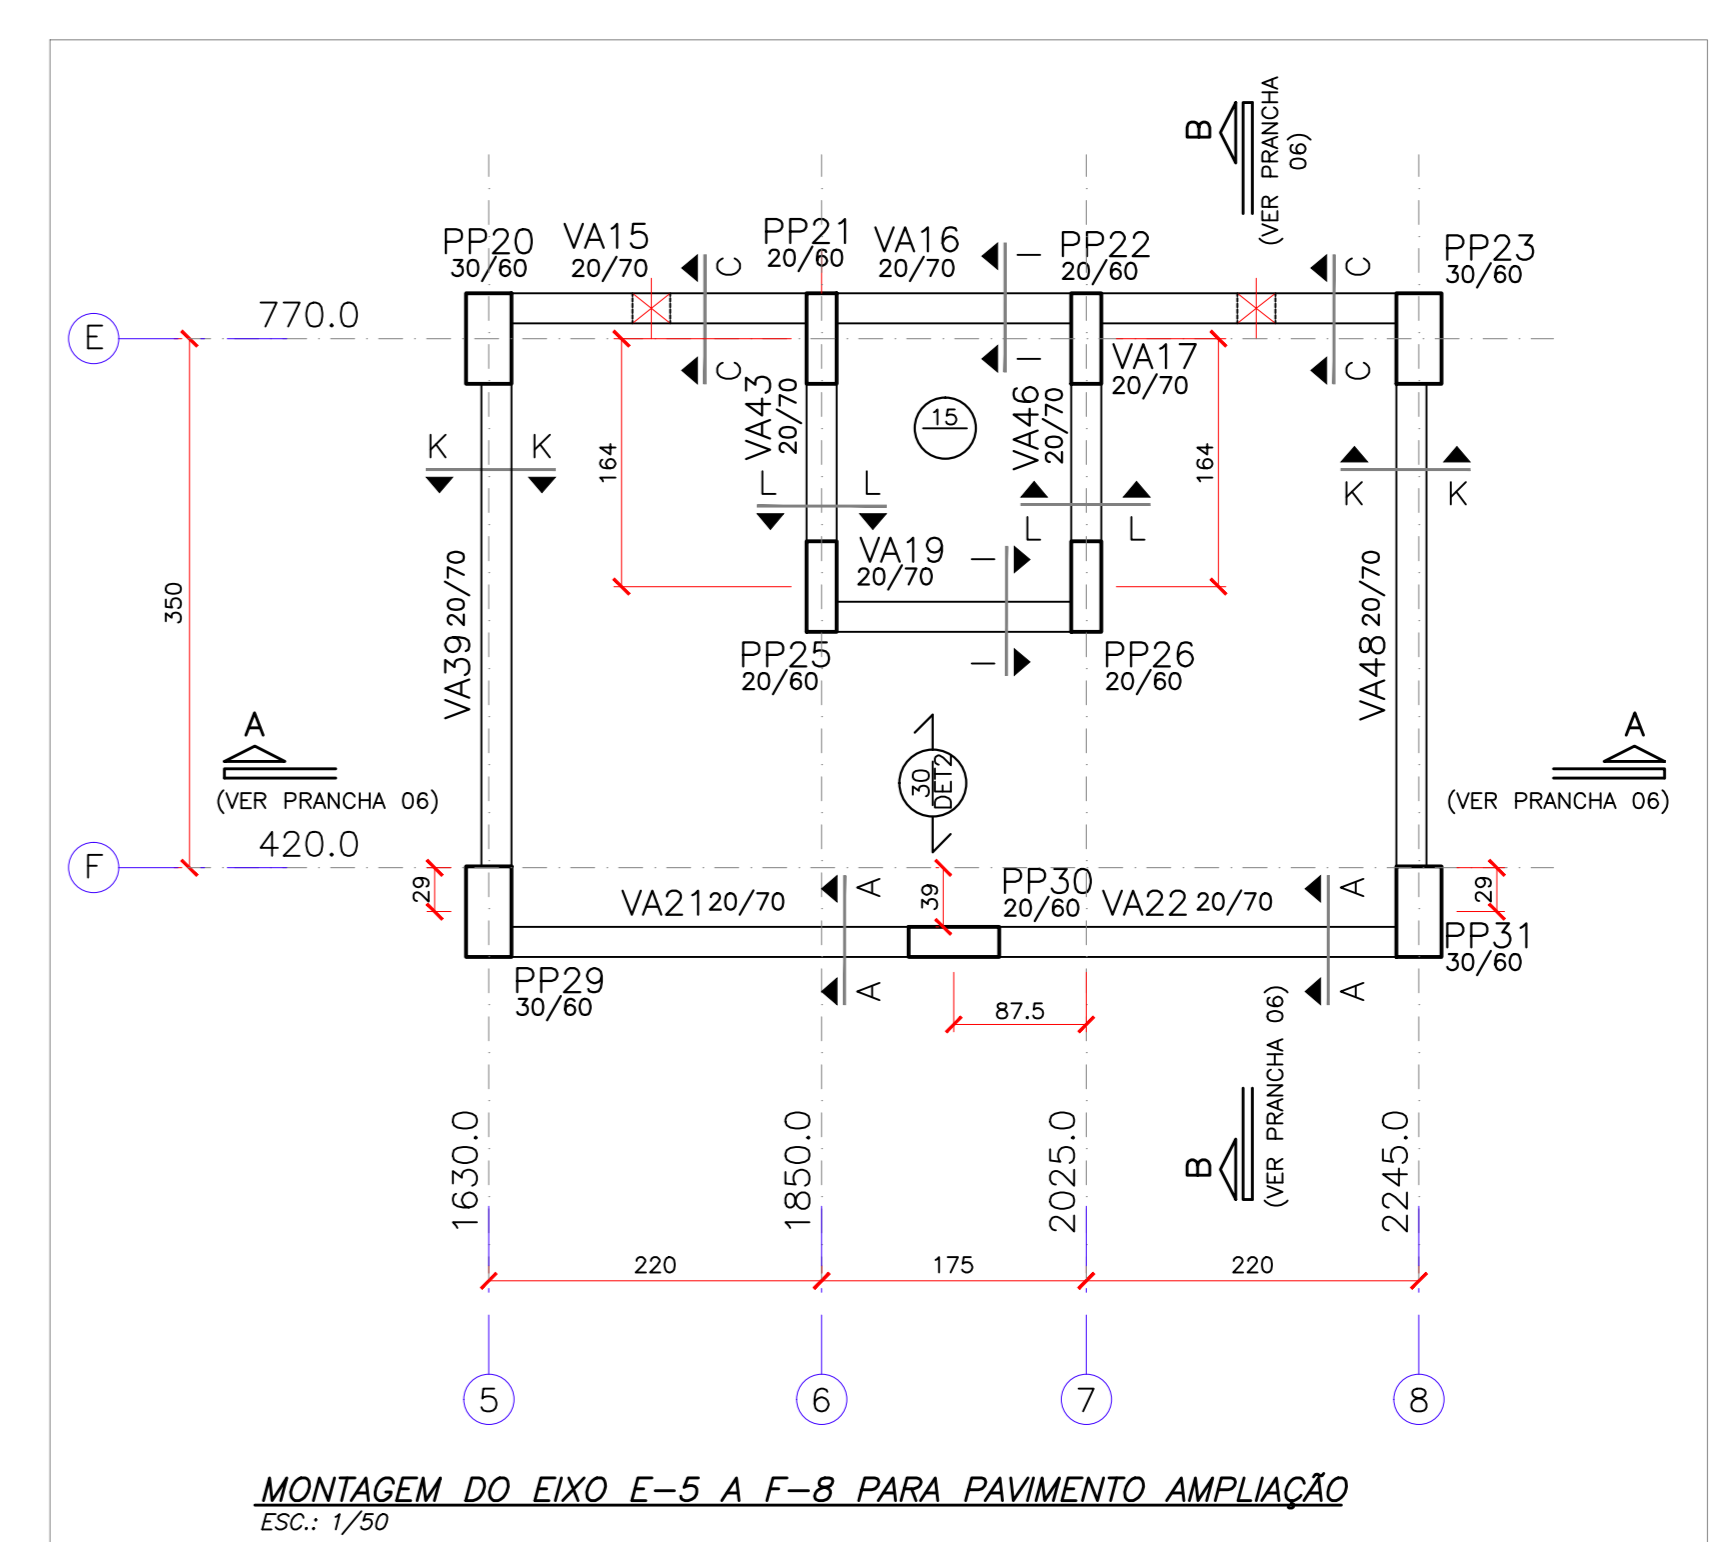 B
(VER PRANCHA
06)
PP20
30/60
VA15
20/70
C
PP21
20/60
VA16
20/70
I
PP22
20/60
C
PP23
30/60
E
770.0
C
I
VA17
20/70
C
VA43
20/70
15
VA46
20/70
K K
164
164
K K
L L
L L
VA19
20/70
I
I
350
VA39 20/70
VA48 20/70
PP25
20/60
PP26
20/60
A
(VER PRANCHA 06)
30
DET2
A
(VER PRANCHA 06)
F
420.0
29
VA21 20/70
A
39
PP30
20/60
VA22 20/70
A
29
PP31
30/60
PP29
30/60
A
87.5
A
B
(VER PRANCHA 06)
1630.0
1850.0
2025.0
2245.0
220
175
220
5
6
7
8
MONTAGEM DO EIXO E-5 A F-8 PARA PAVIMENTO AMPLIAÇÃO
ESC.: 1/50